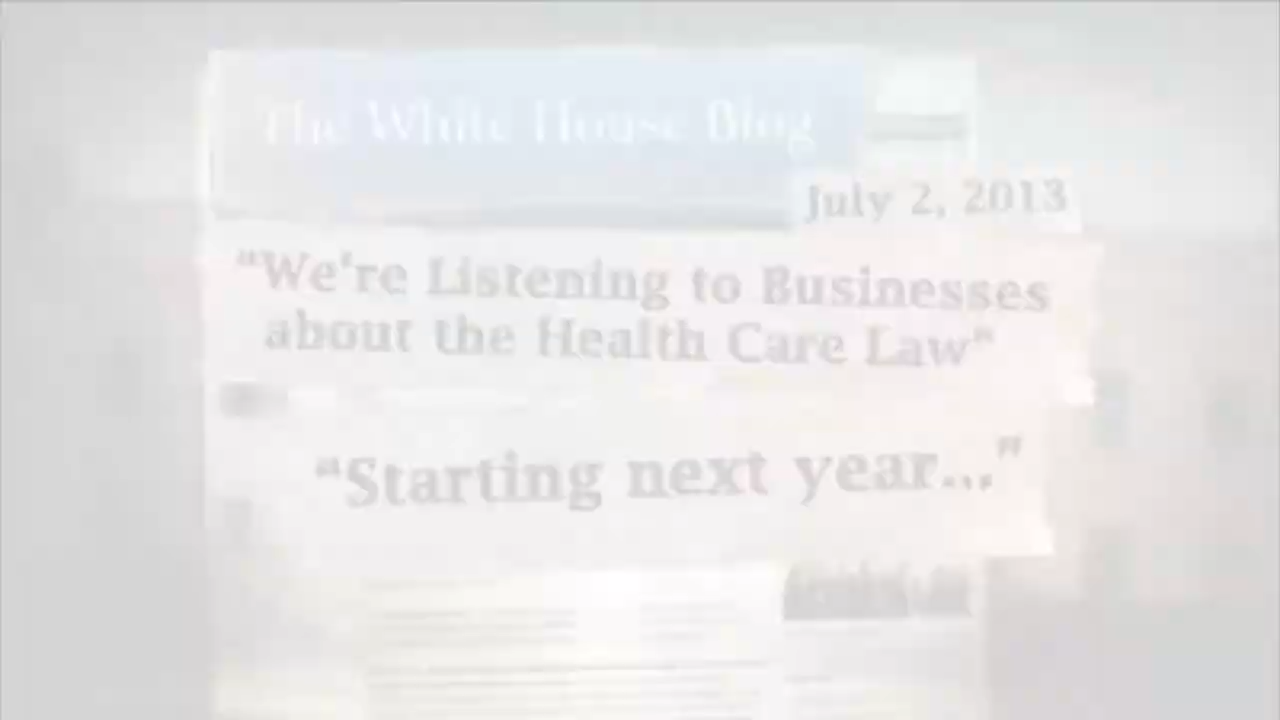 The White House Blog
July 2, 2013
"We're Listening to Businesses
about the Health Care Law"
"Starting next year..."